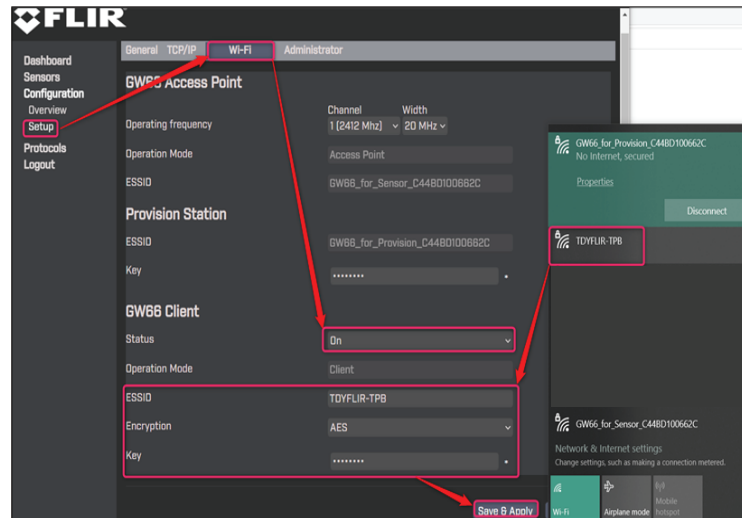 FLIR
Dashboard
Sensors
Configuration
Overview
Setup
Protocols
Logout
General TCP/IP Wi-Fi Administrator
GW66 Access Point
Channel Width
Operating frequency 1 (2412 Mhz) 20 MHz
Operation Mode Access Point
ESSID GW66_for_Sensor_C44BD100662C
Provision Station
ESSID GW66_for_Provision_C44BD100662C
Key ········
GW66 Client
Status On
Operation Mode Client
ESSID TDYFLIR-TPB
Encryption AES
Key ········
Save & Apply
GW66_for_Provision_C44BD100662C
No Internet, secured
Properties
Disconnect
TDYFLIR-TPB
GW66_for_Sensor_C44BD100662C
Network & Internet settings
Change settings, such as making a connection metered.
Wi-Fi
Airplane mode
Mobile
hotspot